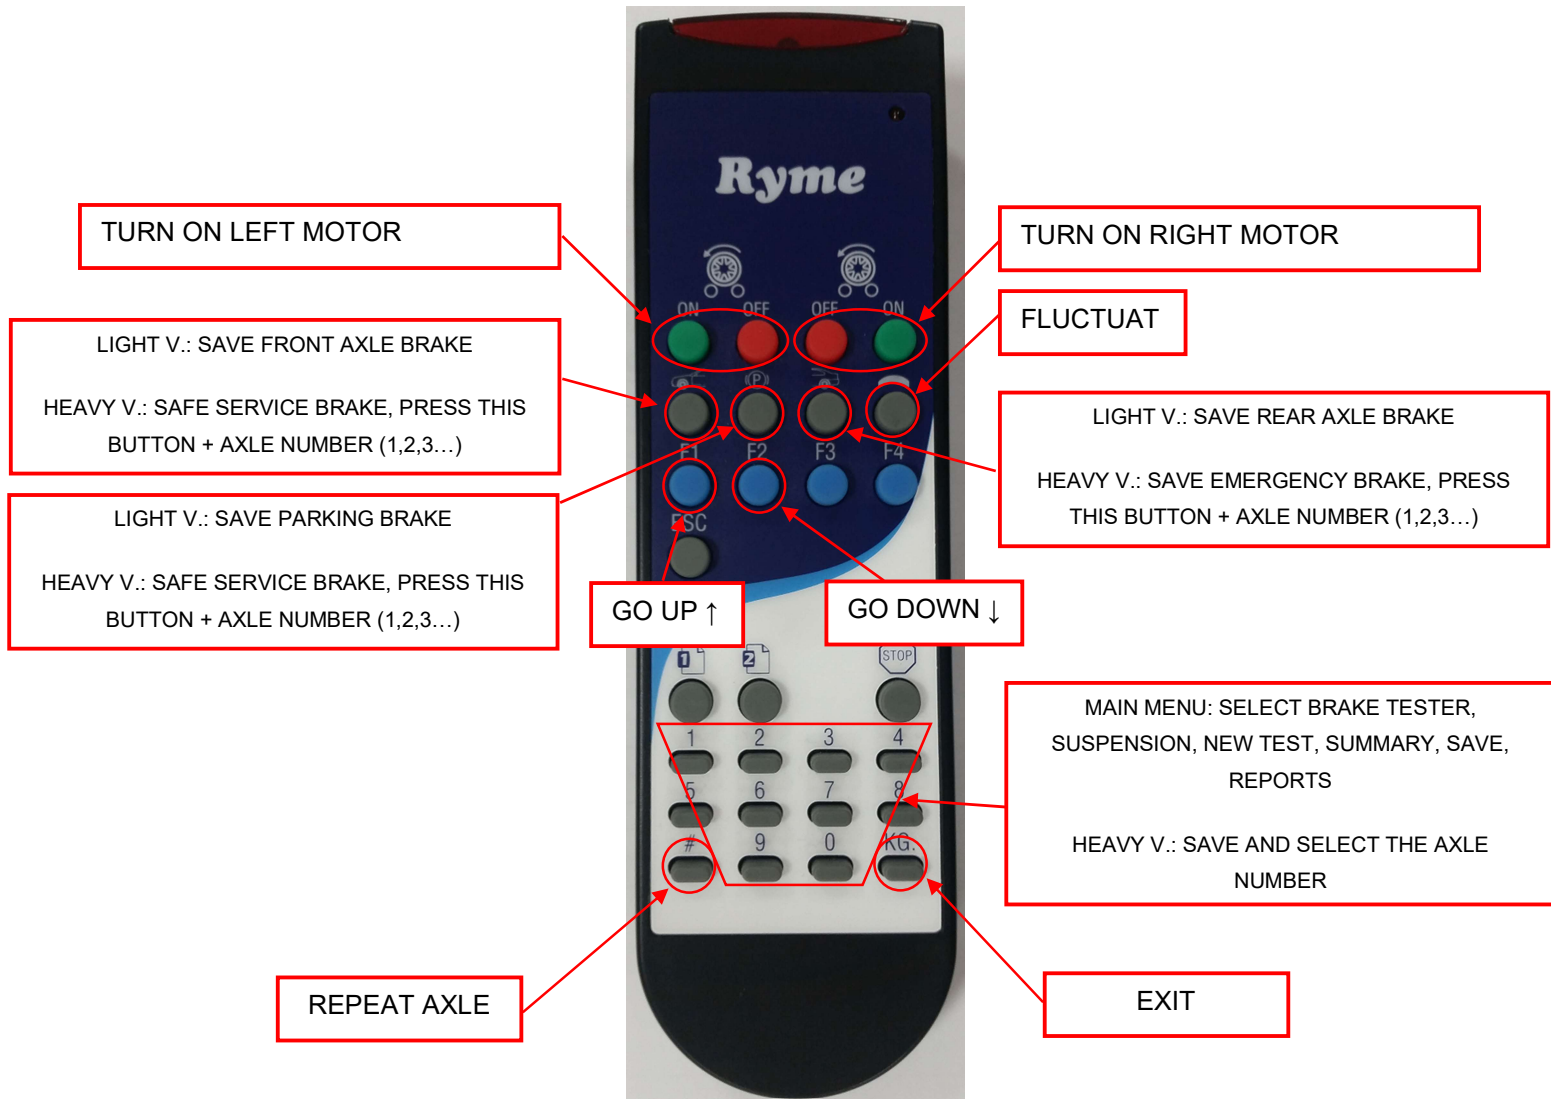 Ryme
TURN ON LEFT MOTOR
TURN ON RIGHT MOTOR
ON OFF OFF ON
FLUCTUAT
LIGHT V.: SAVE FRONT AXLE BRAKE
HEAVY V.: SAFE SERVICE BRAKE, PRESS THIS
BUTTON + AXLE NUMBER (1,2,3…)
(P)
LIGHT V.: SAVE REAR AXLE BRAKE
HEAVY V.: SAVE EMERGENCY BRAKE, PRESS
THIS BUTTON + AXLE NUMBER (1,2,3…)
F1 F2 F3 F4
LIGHT V.: SAVE PARKING BRAKE
HEAVY V.: SAFE SERVICE BRAKE, PRESS THIS
BUTTON + AXLE NUMBER (1,2,3…)
ESC
GO UP ↑
GO DOWN ↓
1 2 STOP
MAIN MENU: SELECT BRAKE TESTER,
SUSPENSION, NEW TEST, SUMMARY, SAVE,
REPORTS
HEAVY V.: SAVE AND SELECT THE AXLE
NUMBER
1 2 3 4
5 6 7 8
# 9 0 KG.
REPEAT AXLE
EXIT